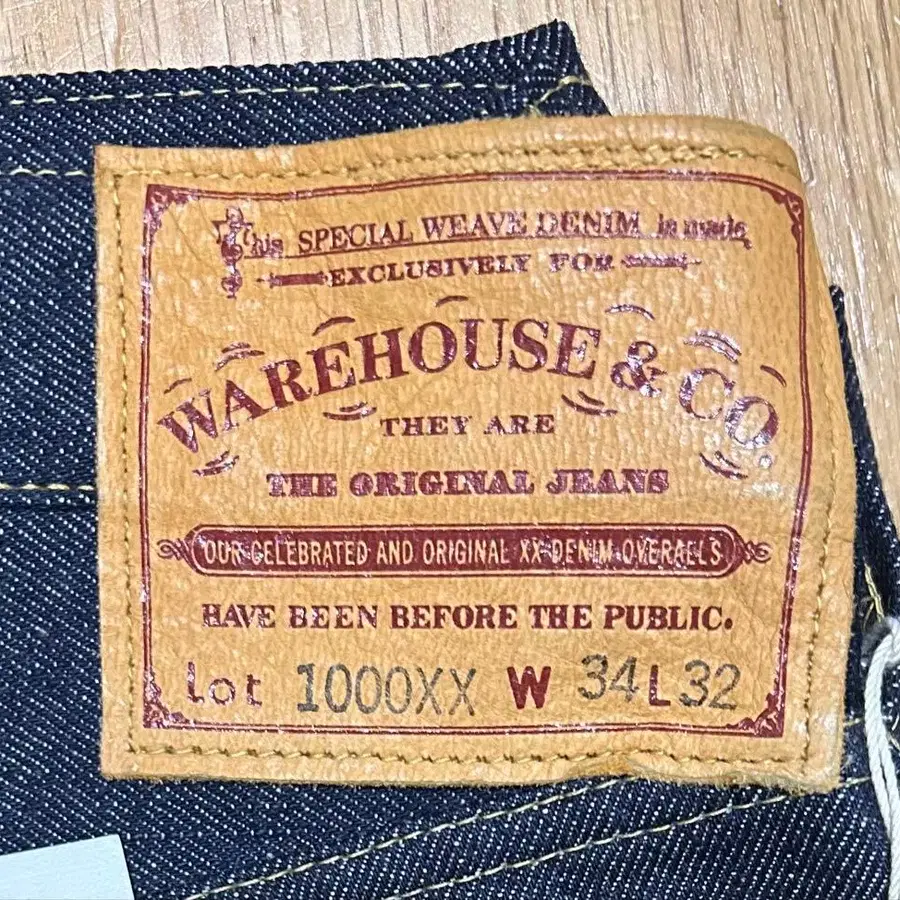 This SPECIAL WEAVE DENIM is made
EXCLUSIVELY FOR
WAREHOUSE & CO.
THEY ARE
THE ORIGINAL JEANS
OUR CELEBRATED AND ORIGINAL XX DENIM OVERALLS
HAVE BEEN BEFORE THE PUBLIC.
Lot 1000XX W 34 L 32